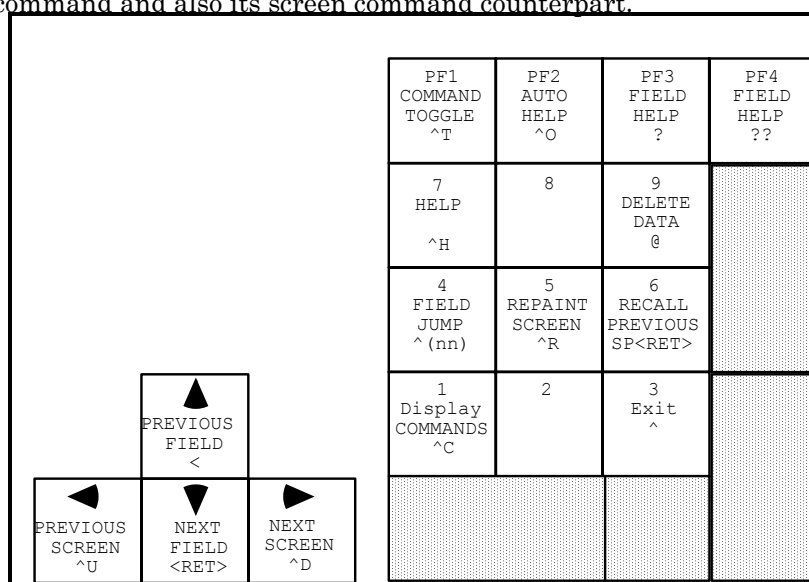 command and also its screen command counterpart.
PF1
COMMAND
TOGGLE
^T
PF2
AUTO
HELP
^O
PF3
FIELD
HELP
?
PF4
FIELD
HELP
??
7
HELP
^H
8
9
DELETE
DATA
@
4
FIELD
JUMP
^(nn)
5
REPAINT
SCREEN
^R
6
RECALL
PREVIOUS
SP<RET>
1
Display
COMMANDS
^C
2
3
Exit
^
PREVIOUS
FIELD
<
PREVIOUS
SCREEN
^U
NEXT
FIELD
<RET>
NEXT
SCREEN
^D